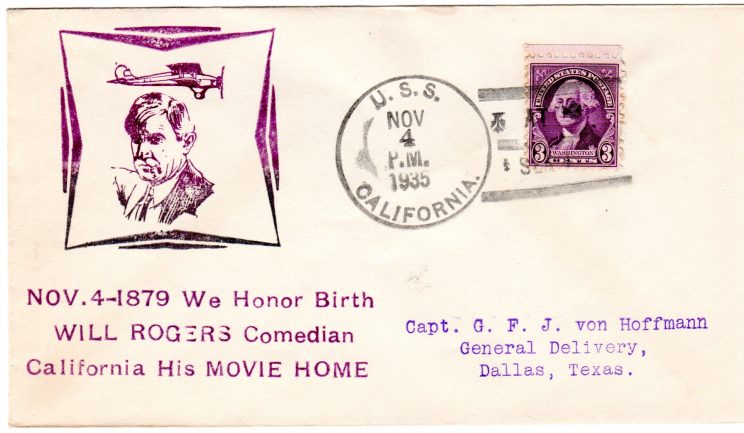 U. S. S.
NOV
4
P.M.
1935
CALIFORNIA.
UNITED STATES POSTAGE
3 WASHINGTON 3
CENTS
NOV. 4-1879 We Honor Birth
WILL ROGERS Comedian
California His MOVIE HOME
Capt. G. F. J. von Hoffmann
General Delivery,
Dallas, Texas.